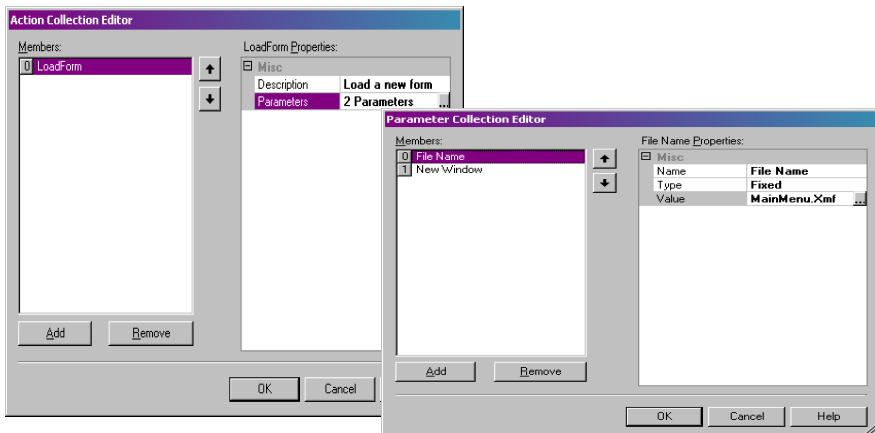 Action Collection Editor
Members:
0 LoadForm
LoadForm Properties:
Misc
Description Load a new form
Parameters 2 Parameters ...
Add Remove
OK Cancel
Parameter Collection Editor
Members:
0 File Name
1 New Window
File Name Properties:
Misc
Name File Name
Type Fixed
Value MainMenu.Xmf ...
Add Remove
OK Cancel Help